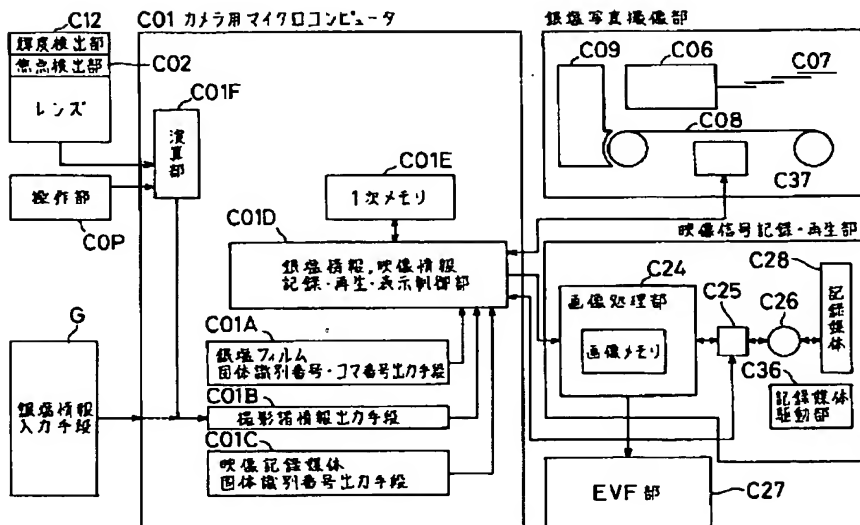 C12
輝度検出部
焦点検出部
C02
レンズ
操作部
C0P
G
銀塩情報
入力手段
C01 カメラ用マイクロコンピュータ
C01F
演算部
C01E
1次メモリ
C01D
銀塩情報,映像情報
記録・再生・表示制御部
C01A
銀塩フィルム
固体識別番号・コマ番号出力手段
C01B
撮影諸情報出力手段
C01C
映像記録媒体
固体識別番号出力手段
銀塩写真撮像部
C09
C06
C07
C08
C37
映像信号記録・再生部
C24
画像処理部
画像メモリ
C25
C26
C28
記録媒体
C36
記録媒体
駆動部
EVF部
C27